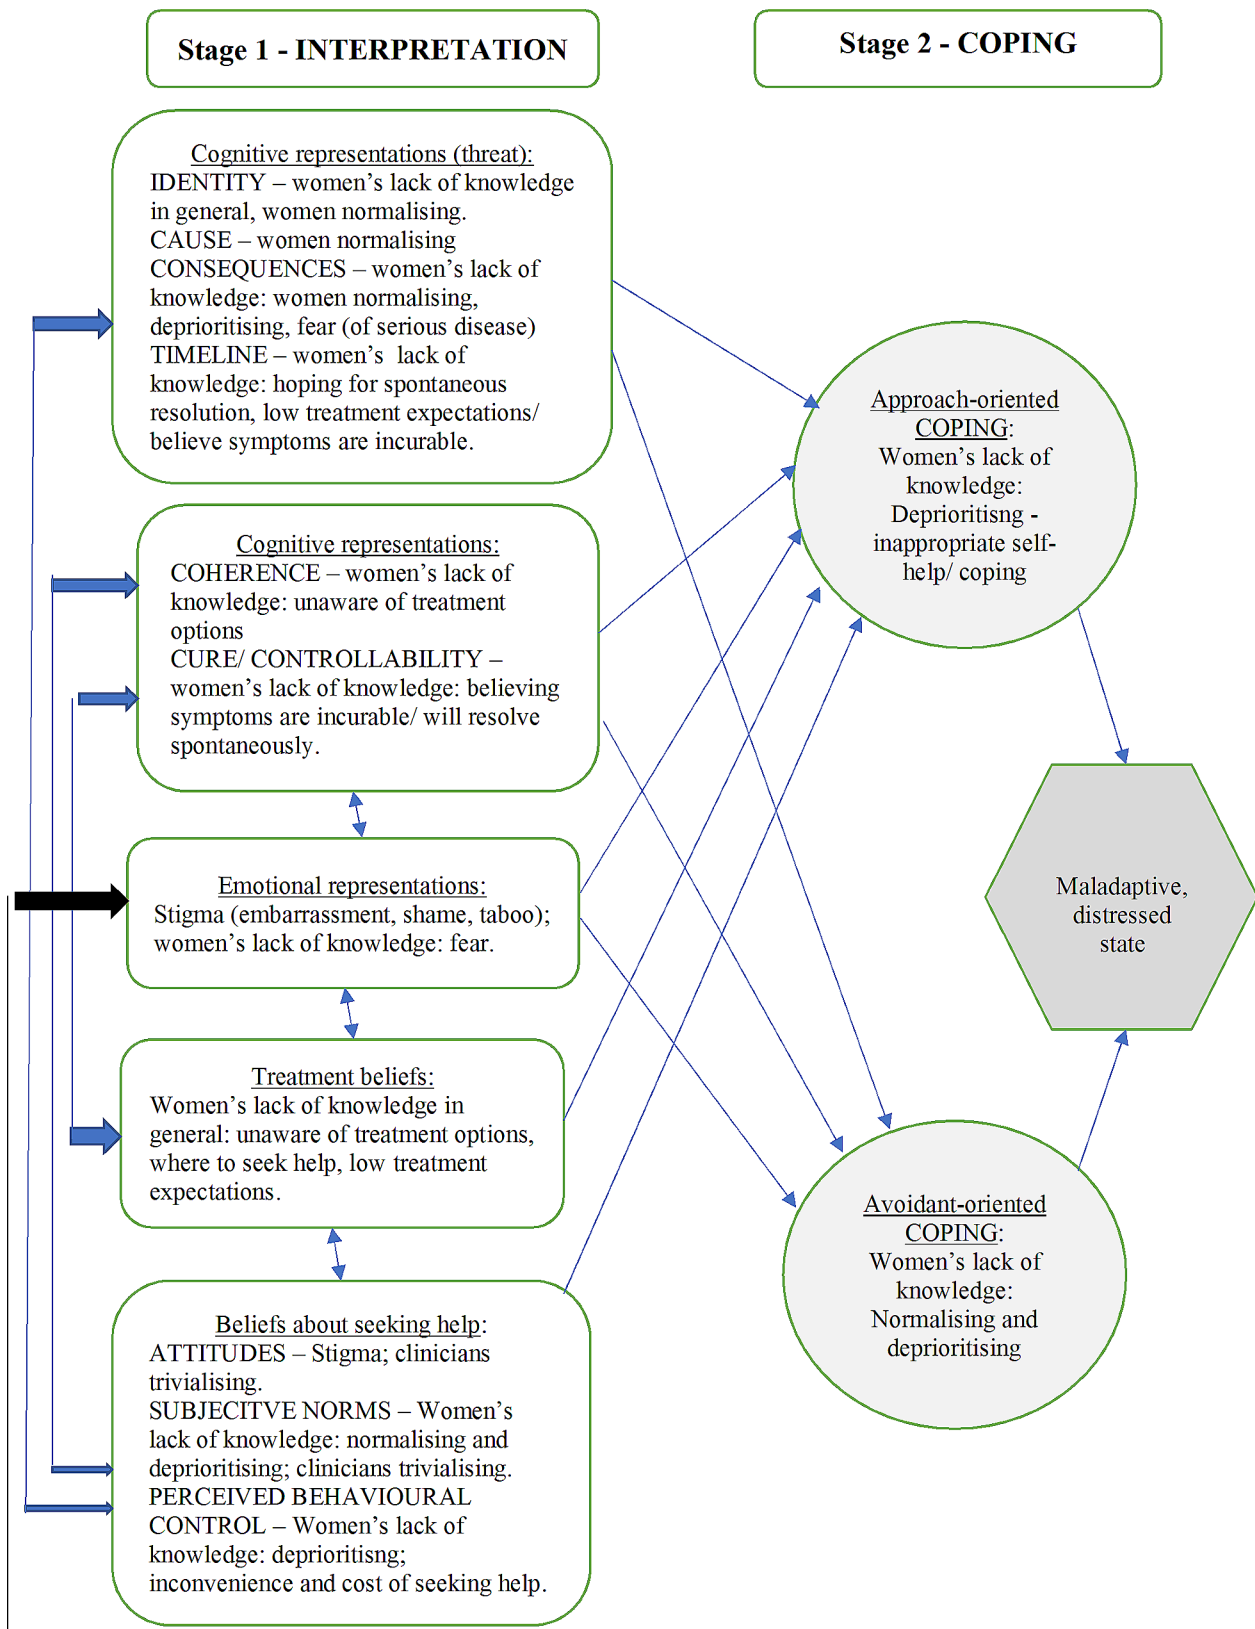 Stage 1 - INTERPRETATION
Stage 2 - COPING
Cognitive representations (threat):
IDENTITY – women’s lack of knowledge
in general, women normalising.
CAUSE – women normalising
CONSEQUENCES – women’s lack of
knowledge: women normalising,
deprioritising, fear (of serious disease)
TIMELINE – women’s lack of
knowledge: hoping for spontaneous
resolution, low treatment expectations/
believe symptoms are incurable.
Cognitive representations:
COHERENCE – women’s lack of
knowledge: unaware of treatment
options
CURE/ CONTROLLABILITY –
women’s lack of knowledge: believing
symptoms are incurable/ will resolve
spontaneously.
Emotional representations:
Stigma (embarrassment, shame, taboo);
women’s lack of knowledge: fear.
Treatment beliefs:
Women’s lack of knowledge in
general: unaware of treatment options,
where to seek help, low treatment
expectations.
Beliefs about seeking help:
ATTITUDES – Stigma; clinicians
trivialising.
SUBJECITVE NORMS – Women’s
lack of knowledge: normalising and
deprioritising; clinicians trivialising.
PERCEIVED BEHAVIOURAL
CONTROL – Women’s lack of
knowledge: deprioritisng;
inconvenience and cost of seeking help.
Approach-oriented
COPING:
Women’s lack of
knowledge:
Deprioritisng -
inappropriate self-
help/ coping
Maladaptive,
distressed
state
Avoidant-oriented
COPING:
Women’s lack of
knowledge:
Normalising and
deprioritising